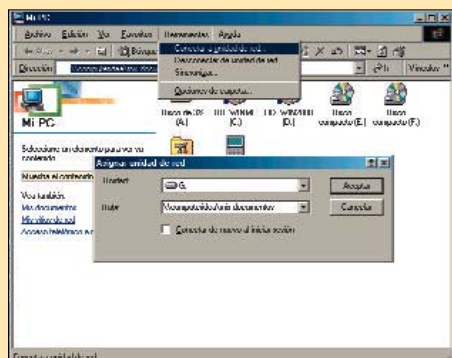 Mi PC
Archivo Edición Ver Favoritos Herramientas Ayuda
Conectar a unidad de red...
Desconectar de unidad de red
Sincronizar...
Opciones de carpeta...
Dirección
Vínculos »
Mi PC
Disco de 3½ (A:)
(C:)
(D:)
Disco compacto (E:)
Disco compacto (F:)
Seleccione un elemento para ver su contenido.
Muestra el contenido
Vea también:
Mis documentos
Mis sitios de red
Acceso telefónico a r
Asignar unidad de red
Unidad:
G:
Aceptar
Ruta:
Cancelar
Conectar de nuevo al iniciar sesión